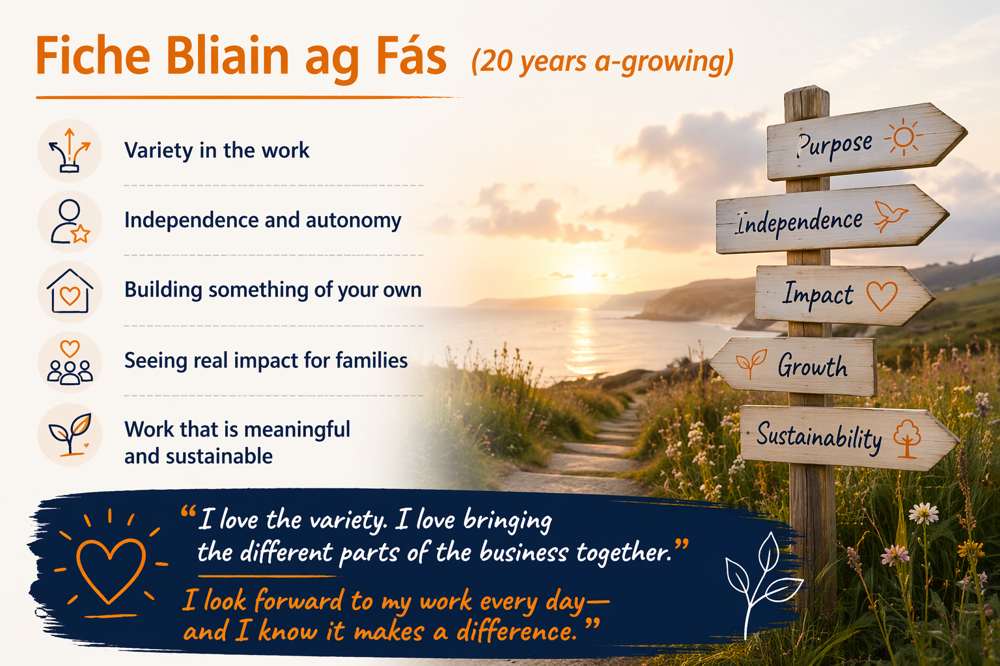 Fiche Bliain ag Fás (20 years a-growing)
Variety in the work
Independence and autonomy
Building something of your own
Seeing real impact for families
Work that is meaningful
and sustainable
Purpose
Independence
Impact
Growth
Sustainability
“I love the variety. I love bringing
the different parts of the business together.”
I look forward to my work every day—
and I know it makes a difference.”